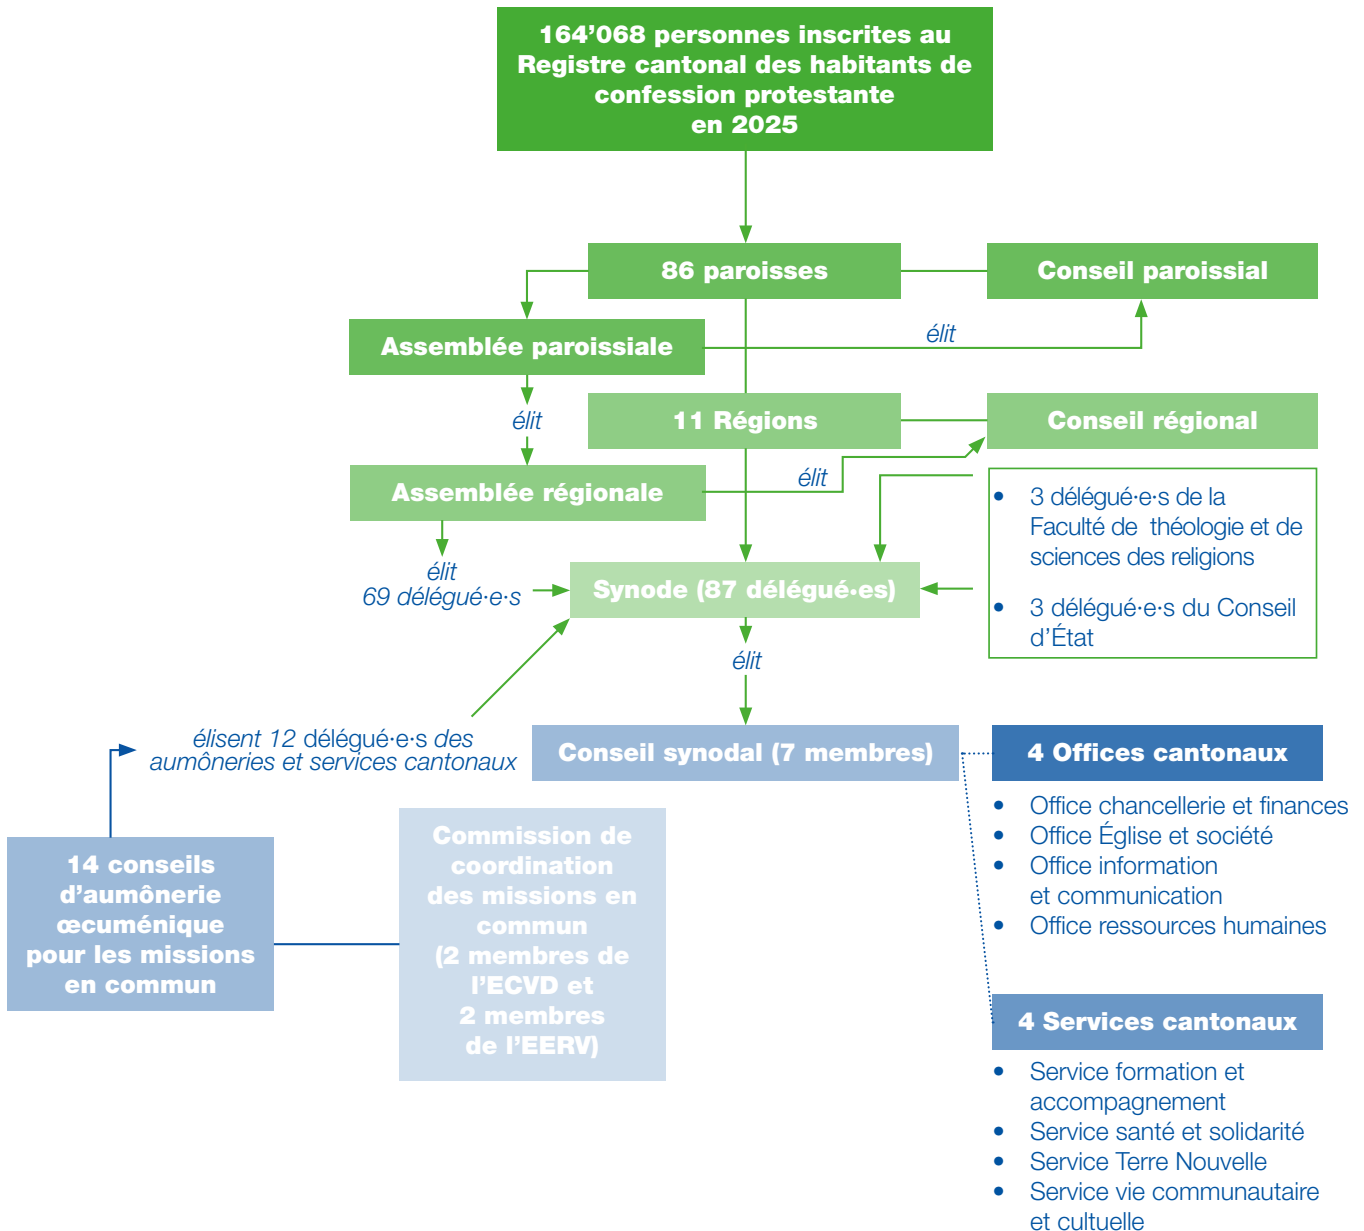 164’068 personnes inscrites au
Registre cantonal des habitants de
confession protestante
en 2025
86 paroisses
Conseil paroissial
Assemblée paroissiale
élit
élit
11 Régions
Conseil régional
Assemblée régionale
élit
• 3 délégué·e·s de la
Faculté de théologie et de
sciences des religions
• 3 délégué·e·s du Conseil
d’État
élit
69 délégué·e·s
Synode (87 délégué·es)
élit
élisent 12 délégué·e·s des
aumôneries et services cantonaux
Conseil synodal (7 membres)
4 Offices cantonaux
• Office chancellerie et finances
• Office Église et société
• Office information
et communication
• Office ressources humaines
14 conseils
d’aumônerie
œcuménique
pour les missions
en commun
Commission de
coordination
des missions en
commun
(2 membres de
l’ECVD et
2 membres
de l’EERV)
4 Services cantonaux
• Service formation et
accompagnement
• Service santé et solidarité
• Service Terre Nouvelle
• Service vie communautaire
et cultuelle